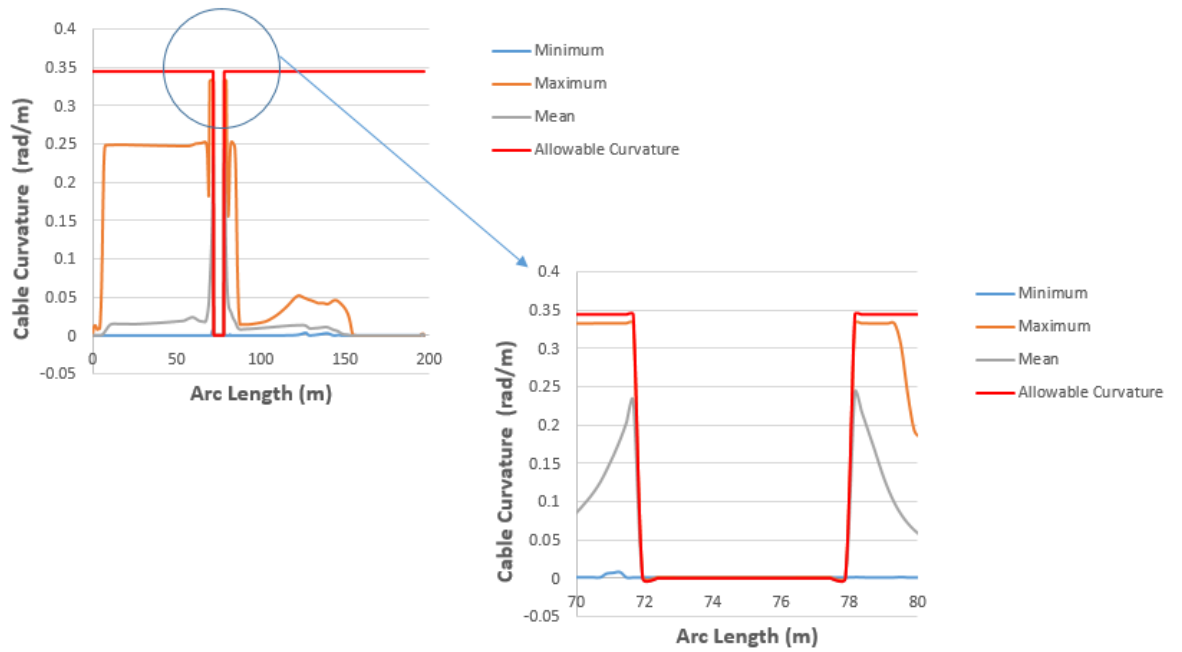 0.4
0.35
0.3
0.25
0.2
0.15
0.1
0.05
0
-0.05
0 50 100 150 200
Cable Curvature (rad/m)
Arc Length (m)
Minimum
Maximum
Mean
Allowable Curvature
0.4
0.35
0.3
0.25
0.2
0.15
0.1
0.05
0
-0.05
70 72 74 76 78 80
Cable Curvature (rad/m)
Arc Length (m)
Minimum
Maximum
Mean
Allowable Curvature